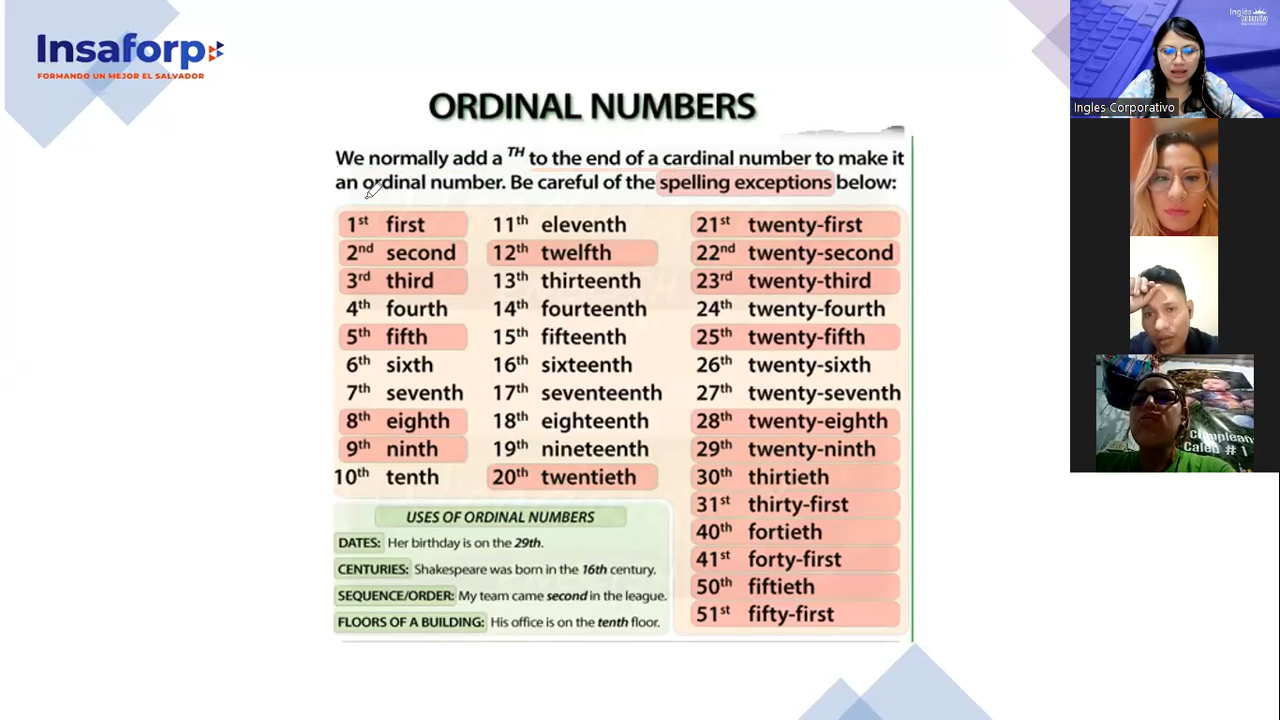 Insaforp
FORMANDO UN MEJOR EL SALVADOR
ORDINAL NUMBERS
We normally add a TH to the end of a cardinal number to make it
an ordinal number. Be careful of the spelling exceptions below:
1st first
2nd second
3rd third
4th fourth
5th fifth
6th sixth
7th seventh
8th eighth
9th ninth
10th tenth
11th eleventh
12th twelfth
13th thirteenth
14th fourteenth
15th fifteenth
16th sixteenth
17th seventeenth
18th eighteenth
19th nineteenth
20th twentieth
21st twenty-first
22nd twenty-second
23rd twenty-third
24th twenty-fourth
25th twenty-fifth
26th twenty-sixth
27th twenty-seventh
28th twenty-eighth
29th twenty-ninth
30th thirtieth
31st thirty-first
40th fortieth
41st forty-first
50th fiftieth
51st fifty-first
USES OF ORDINAL NUMBERS
DATES: Her birthday is on the 29th.
CENTURIES: Shakespeare was born in the 16th century.
SEQUENCE/ORDER: My team came second in the league.
FLOORS OF A BUILDING: His office is on the tenth floor.
Ingles
Ingles Corporativo
Caleb # 1